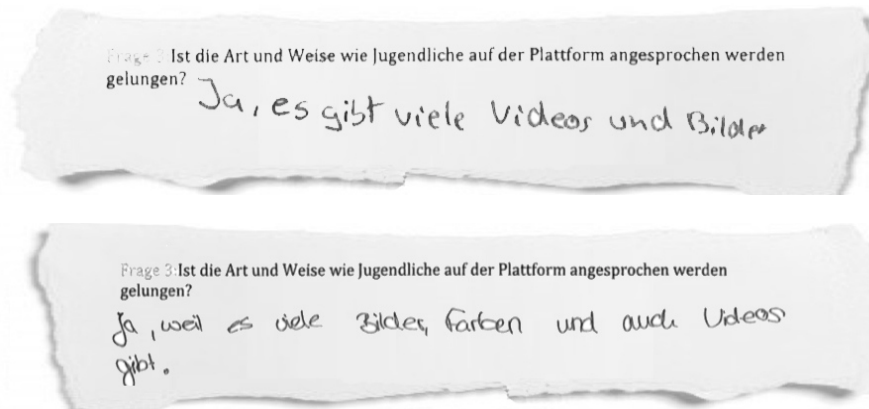 Frage 3: Ist die Art und Weise wie Jugendliche auf der Plattform angesprochen werden
gelungen?
Ja, es gibt viele Videos und Bilder
Frage 3: Ist die Art und Weise wie Jugendliche auf der Plattform angesprochen werden
gelungen?
Ja, weil es viele Bilder, Farben und auch Videos
gibt.